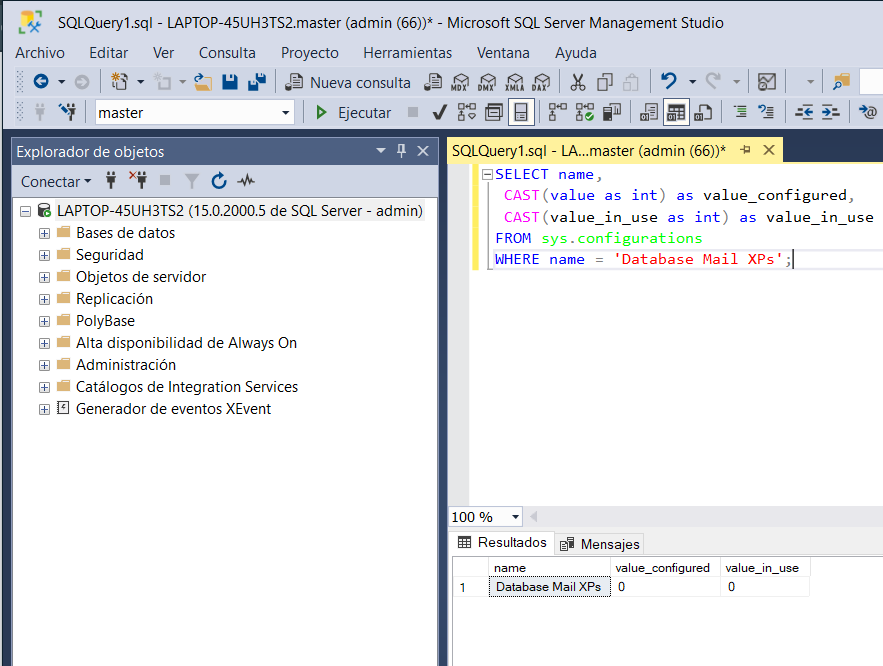 SQLQuery1.sql - LAPTOP-45UH3TS2.master (admin (66))* - Microsoft SQL Server Management Studio
Archivo Editar Ver Consulta Proyecto Herramientas Ventana Ayuda
Nueva consulta MDX DMX XMLA DAX
master Ejecutar
Explorador de objetos
SQLQuery1.sql - LA...master (admin (66))*
Conectar
LAPTOP-45UH3TS2 (15.0.2000.5 de SQL Server - admin)
Bases de datos
Seguridad
Objetos de servidor
Replicación
PolyBase
Alta disponibilidad de Always On
Administración
Catálogos de Integration Services
Generador de eventos XEvent
SELECT name,
CAST(value as int) as value_configured,
CAST(value_in_use as int) as value_in_use
FROM sys.configurations
WHERE name = 'Database Mail XPs';
100 %
Resultados Mensajes
name value_configured value_in_use
1 Database Mail XPs 0 0